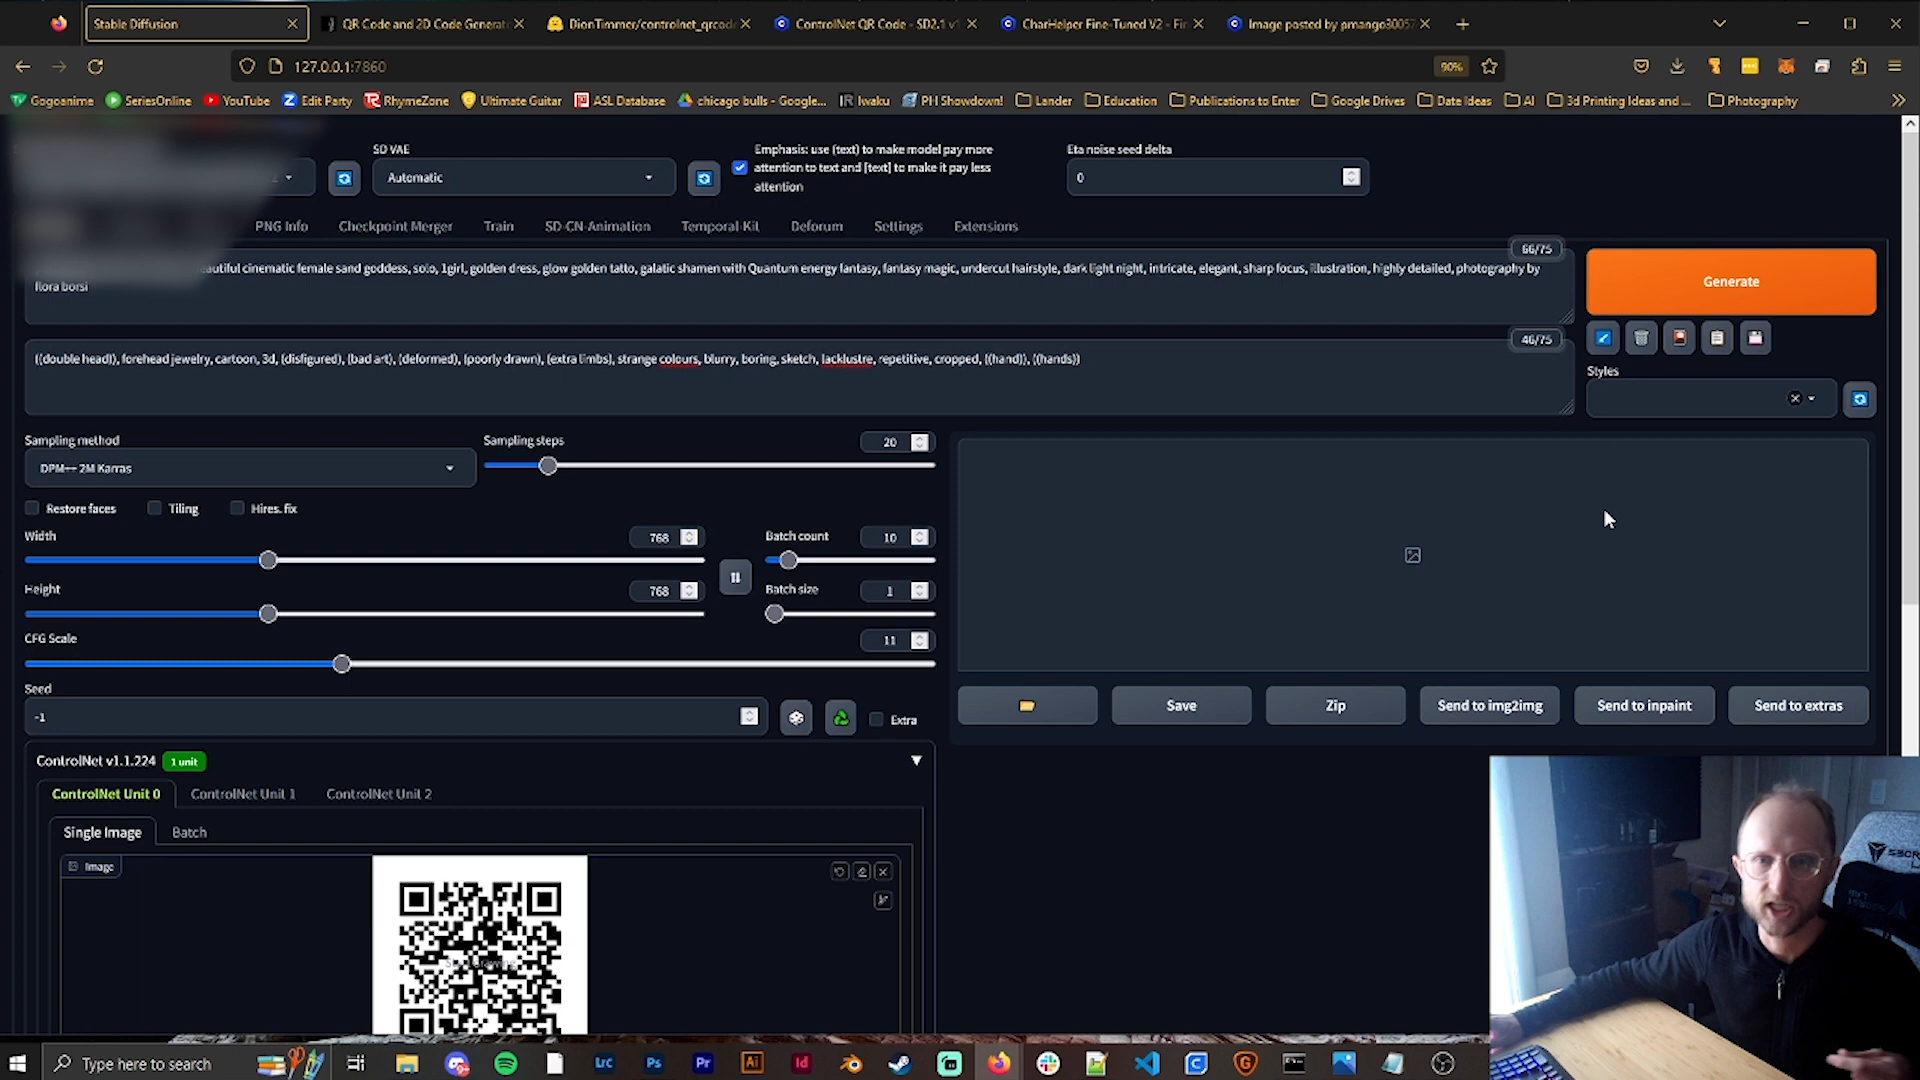 Stable Diffusion
QR Code and 2D Code Generat
DionTimmer/controlnet_qrcode
ControlNet QR Code - SD2.1 v1
CharHelper Fine-Tuned V2 - Fi
Image posted by pmango30057
127.0.0.1:7860
90%
Gogoanime
SeriesOnline
YouTube
Edit Party
RhymeZone
Ultimate Guitar
ASL Database
chicago bulls - Google...
Iwaku
PH Showdown!
Lander
Education
Publications to Enter
Google Drives
Date Ideas
AI
3d Printing Ideas and ...
Photography
SD VAE
Automatic
Emphasis: use (text) to make model pay more
attention to text and [text] to make it pay less
attention
Eta noise seed delta
0
PNG Info
Checkpoint Merger
Train
SD-CN-Animation
Temporal-Kit
Deforum
Settings
Extensions
66/75
eautiful cinematic female sand goddess, solo, 1girl, golden dress, glow golden tatto, galatic shamen with Quantum energy fantasy, fantasy magic, undercut hairstyle, dark light night, intricate, elegant, sharp focus, illustration, highly detailed, photography by
flora borsi
Generate
46/75
((double head)), forehead jewelry, cartoon, 3d, (disfigured), (bad art), (deformed), (poorly drawn), (extra limbs), strange colours, blurry, boring, sketch, lacklustre, repetitive, cropped, ((hand)), ((hands))
Styles
Sampling method
DPM++ 2M Karras
Sampling steps
20
Restore faces
Tiling
Hires. fix
Width
768
Batch count
10
Height
768
Batch size
1
CFG Scale
11
Seed
-1
Extra
Save
Zip
Send to img2img
Send to inpaint
Send to extras
ControlNet v1.1.224
1 unit
ControlNet Unit 0
ControlNet Unit 1
ControlNet Unit 2
Single Image
Batch
Image
Type here to search
Lrc
Ps
Pr
Ai
Id